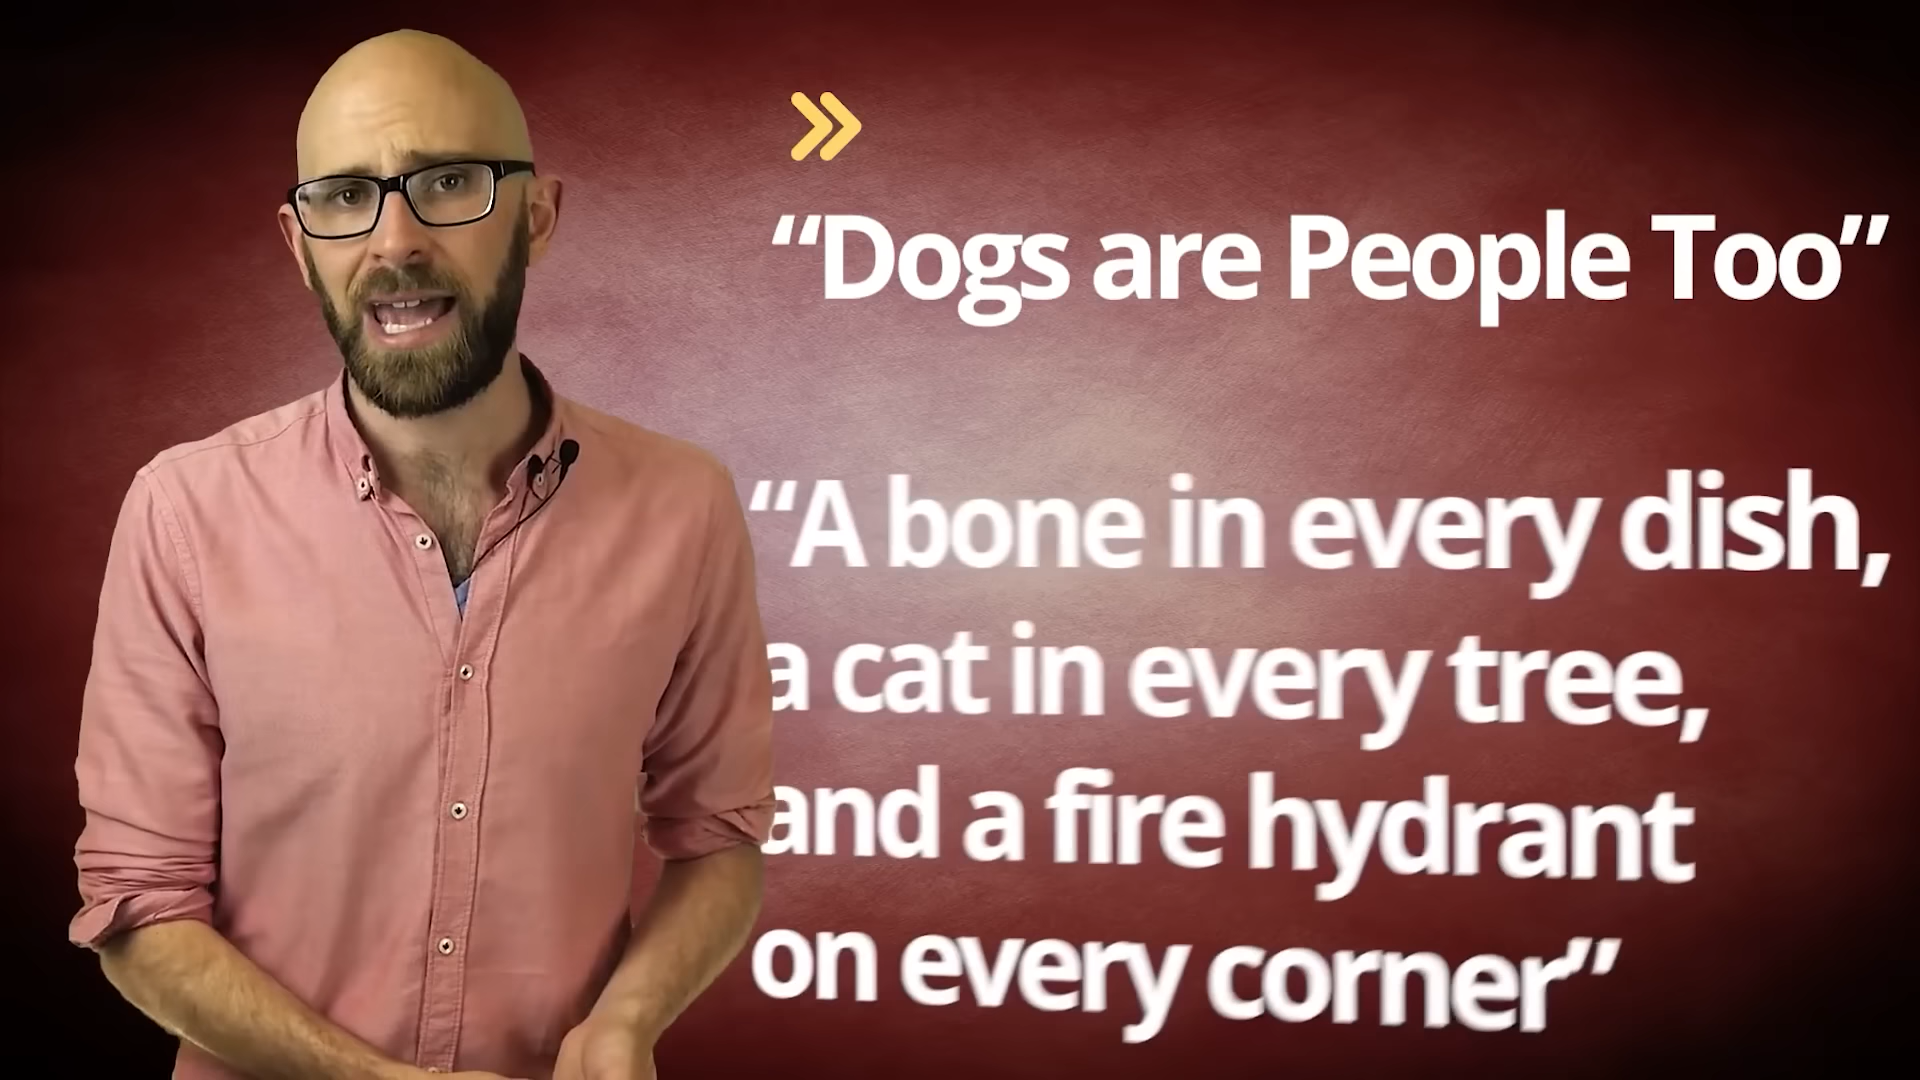 “Dogs are People Too”
“A bone in every dish,
a cat in every tree,
and a fire hydrant
on every corner”